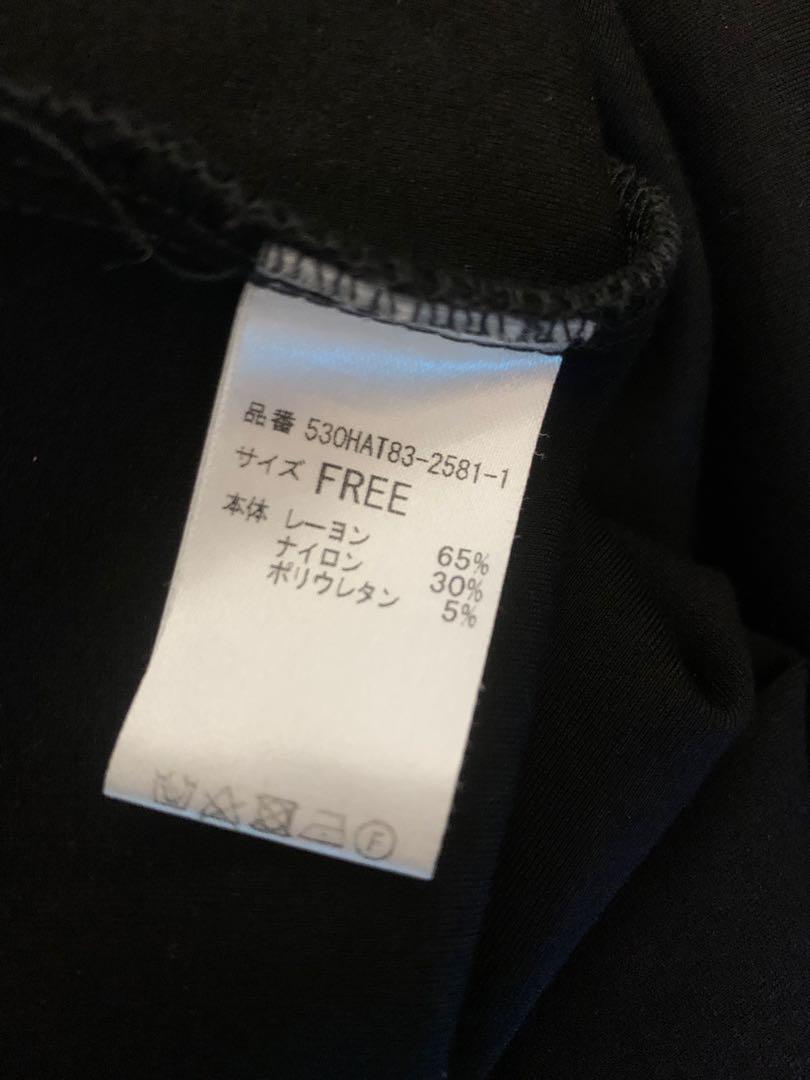 品番 530HAT83-2581-1
サイズ FREE
本体 レーヨン 65%
ナイロン 30%
ポリウレタン 5%
F